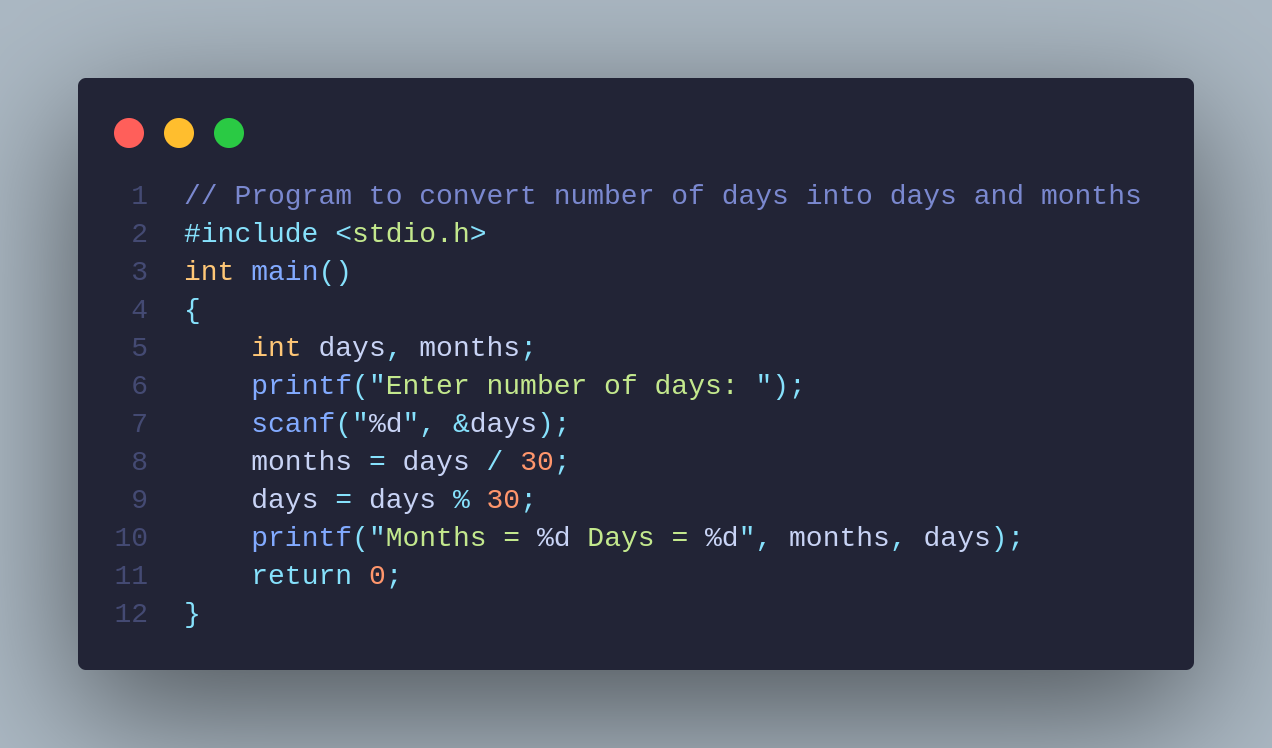 1 // Program to convert number of days into days and months
2 #include <stdio.h>
3 int main()
4 {
5     int days, months;
6     printf("Enter number of days: ");
7     scanf("%d", &days);
8     months = days / 30;
9     days = days % 30;
10     printf("Months = %d Days = %d", months, days);
11     return 0;
12 }